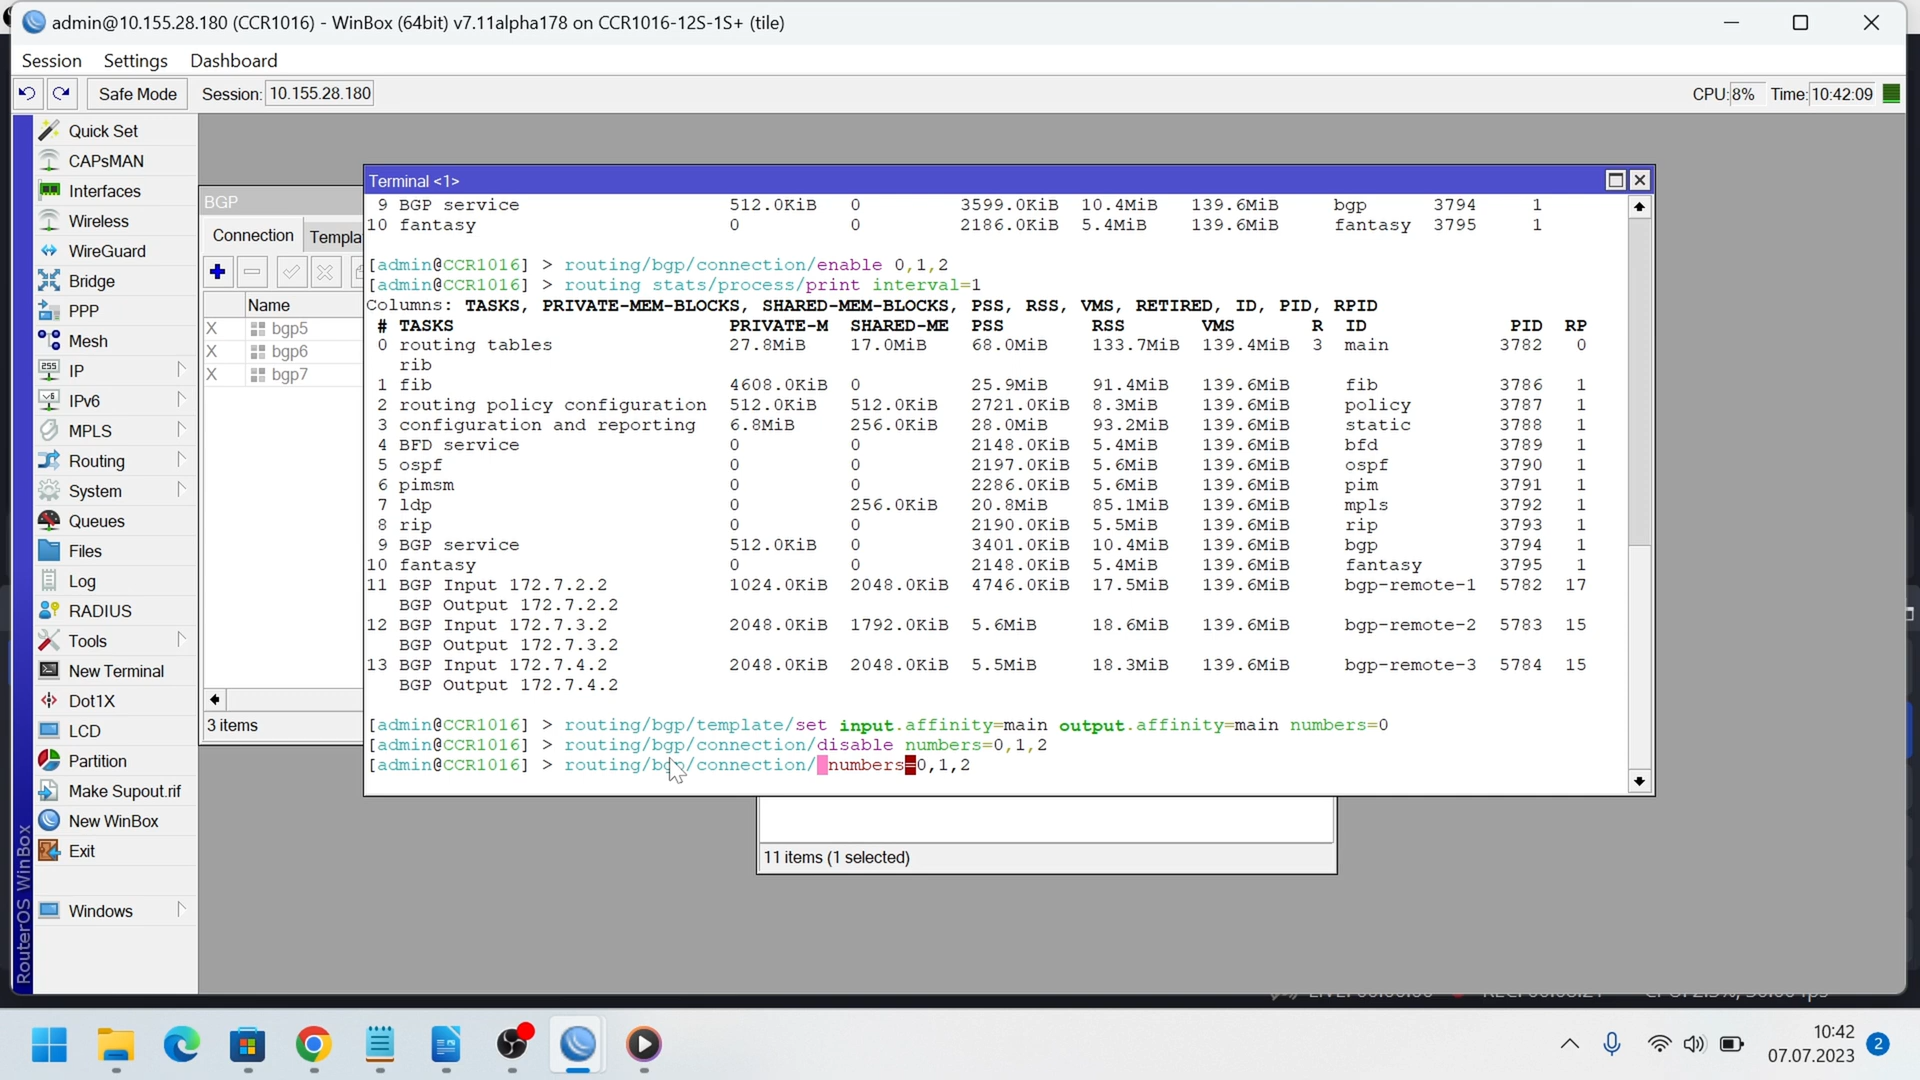 admin@10.155.28.180 (CCR1016) - WinBox (64bit) v7.11alpha178 on CCR1016-12S-1S+ (tile)
Session Settings Dashboard
Safe Mode Session: 10.155.28.180 CPU: 8% Time: 10:42:09
Quick Set
CAPsMAN
Interfaces
Wireless
WireGuard
Bridge
PPP
Mesh
IP
IPv6
MPLS
Routing
System
Queues
Files
Log
RADIUS
Tools
New Terminal
Dot1X
LCD
Partition
Make Supout.rif
New WinBox
Exit
Windows
RouterOS WinBox
BGP
Connection Templa
Name
X bgp5
X bgp6
X bgp7
3 items
Terminal <1>
9 BGP service 512.0KiB 0 3599.0KiB 10.4MiB 139.6MiB bgp 3794 1
10 fantasy 0 0 2186.0KiB 5.4MiB 139.6MiB fantasy 3795 1
[admin@CCR1016] > routing/bgp/connection/enable 0,1,2
[admin@CCR1016] > routing stats/process/print interval=1
Columns: TASKS, PRIVATE-MEM-BLOCKS, SHARED-MEM-BLOCKS, PSS, RSS, VMS, RETIRED, ID, PID, RPID
# TASKS PRIVATE-M SHARED-ME PSS RSS VMS R ID PID RP
0 routing tables 27.8MiB 17.0MiB 68.0MiB 133.7MiB 139.4MiB 3 main 3782 0
rib
1 fib 4608.0KiB 0 25.9MiB 91.4MiB 139.6MiB fib 3786 1
2 routing policy configuration 512.0KiB 512.0KiB 2721.0KiB 8.3MiB 139.6MiB policy 3787 1
3 configuration and reporting 6.8MiB 256.0KiB 28.0MiB 93.2MiB 139.6MiB static 3788 1
4 BFD service 0 0 2148.0KiB 5.4MiB 139.6MiB bfd 3789 1
5 ospf 0 0 2197.0KiB 5.6MiB 139.6MiB ospf 3790 1
6 pimsm 0 0 2286.0KiB 5.6MiB 139.6MiB pim 3791 1
7 ldp 0 256.0KiB 20.8MiB 85.1MiB 139.6MiB mpls 3792 1
8 rip 0 0 2190.0KiB 5.5MiB 139.6MiB rip 3793 1
9 BGP service 512.0KiB 0 3401.0KiB 10.4MiB 139.6MiB bgp 3794 1
10 fantasy 0 0 2148.0KiB 5.4MiB 139.6MiB fantasy 3795 1
11 BGP Input 172.7.2.2 1024.0KiB 2048.0KiB 4746.0KiB 17.5MiB 139.6MiB bgp-remote-1 5782 17
BGP Output 172.7.2.2
12 BGP Input 172.7.3.2 2048.0KiB 1792.0KiB 5.6MiB 18.6MiB 139.6MiB bgp-remote-2 5783 15
BGP Output 172.7.3.2
13 BGP Input 172.7.4.2 2048.0KiB 2048.0KiB 5.5MiB 18.3MiB 139.6MiB bgp-remote-3 5784 15
BGP Output 172.7.4.2
[admin@CCR1016] > routing/bgp/template/set input.affinity=main output.affinity=main numbers=0
[admin@CCR1016] > routing/bgp/connection/disable numbers=0,1,2
[admin@CCR1016] > routing/bgp/connection/ numbers=0,1,2
11 items (1 selected)
10:42
07.07.2023
2